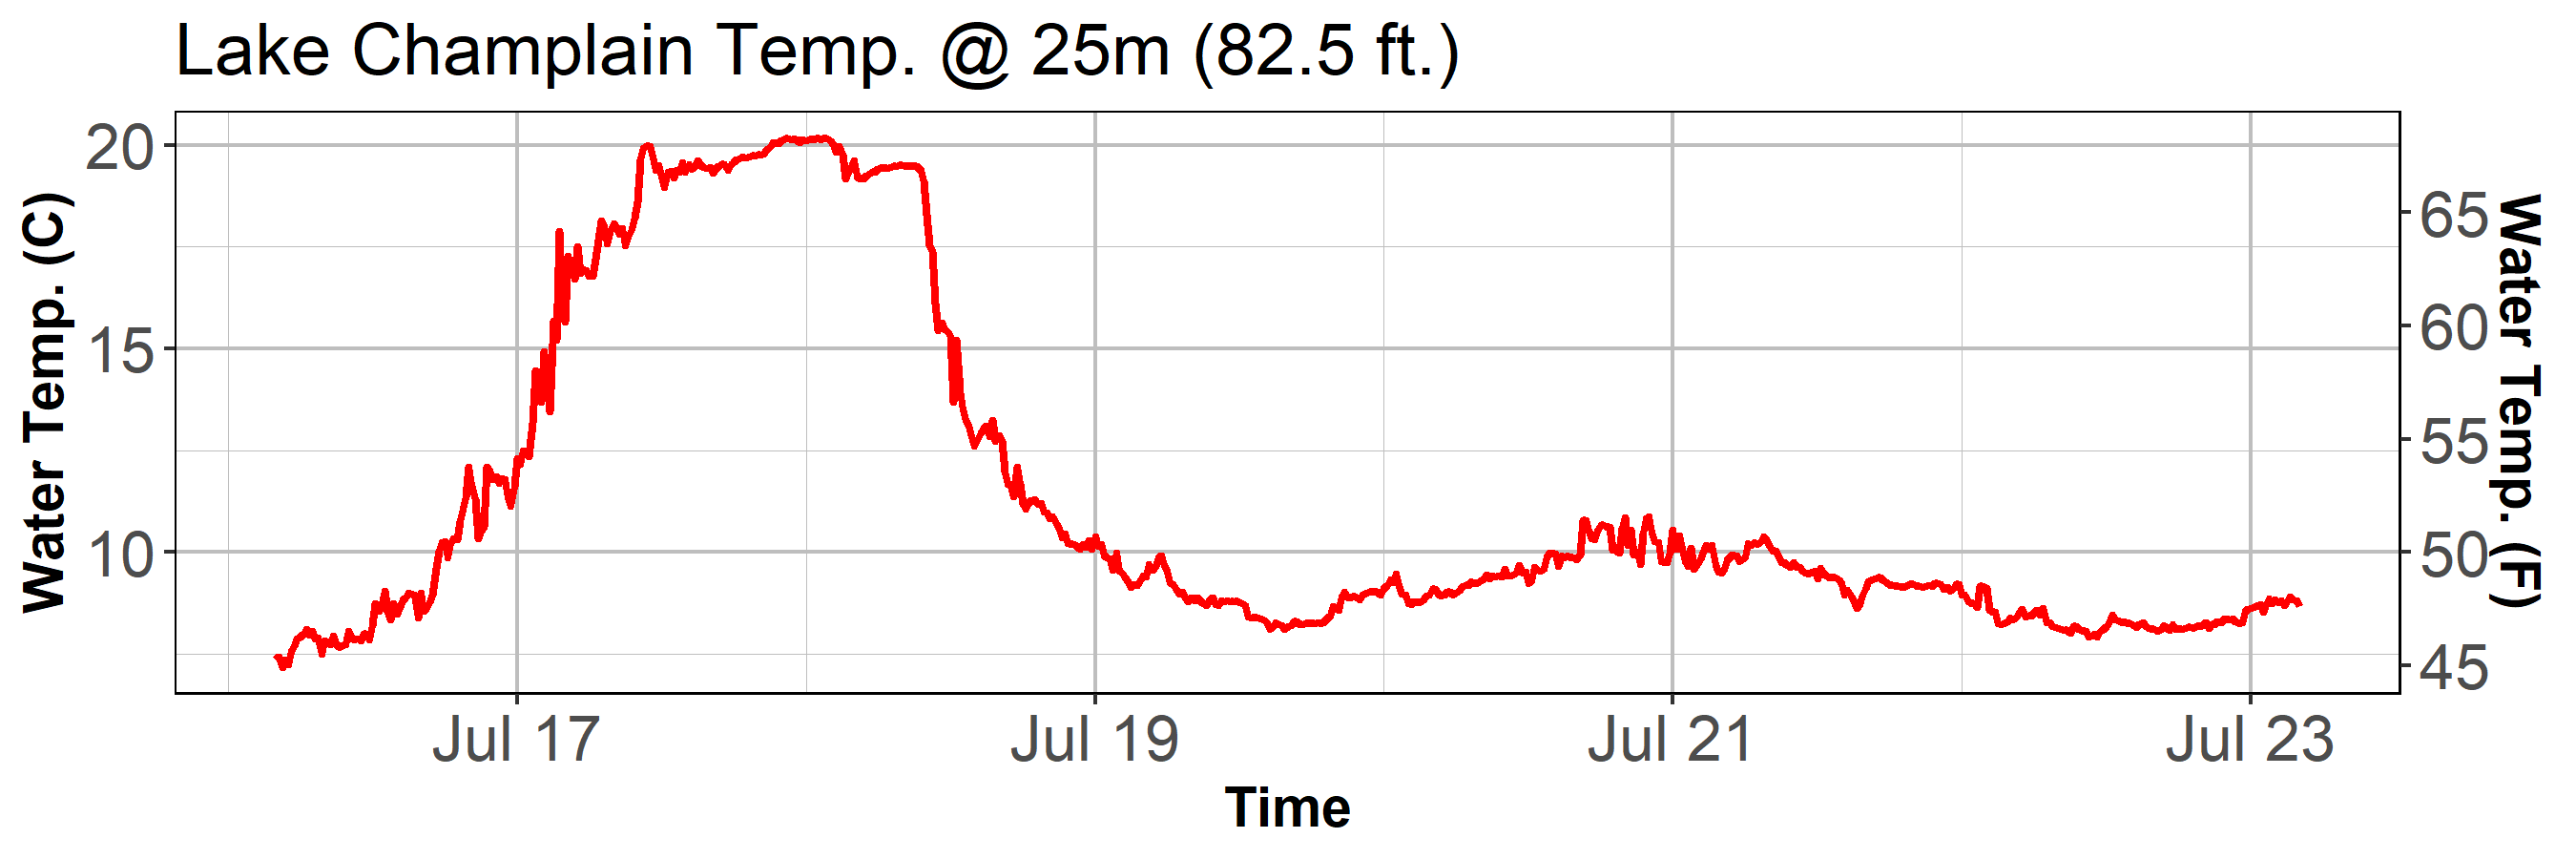 Lake Champlain Temp. @ 25m (82.5 ft.)
Water Temp. (C)
20
15
10
65
60
55
50
45
Water Temp. (F)
Jul 17 Jul 19 Jul 21 Jul 23
Time